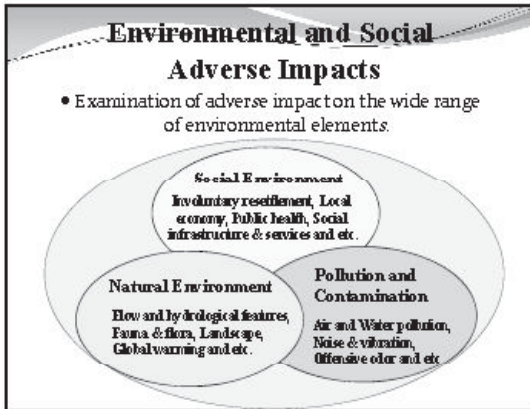 Environmental and Social
Adverse Impacts
• Examination of adverse impact on the wide range
of environmental elements.
Social Environment
Involuntary resettlement, Local
economy, Public health, Social
infrastructure & services and etc.
Natural Environment
Flow and hydrological features,
Fauna & flora, Landscape,
Global warming and etc.
Pollution and
Contamination
Air and Water pollution,
Noise & vibration,
Offensive odor and etc